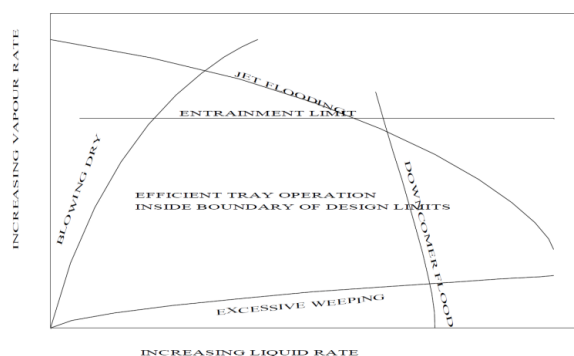 INCREASING VAPOUR RATE
JET FLOODING
ENTRAINMENT LIMIT
BLOWING DRY
EFFICIENT TRAY OPERATION
INSIDE BOUNDARY OF DESIGN LIMITS
DOWNCOMER FLOOD
EXCESSIVE WEEPING
INCREASING LIQUID RATE